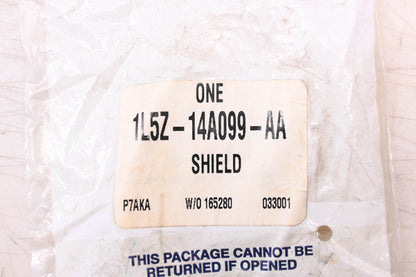 ONE
1L5Z-14A099-AA
SHIELD
P7AKA W/O 165280 033001
THIS PACKAGE CANNOT BE
RETURNED IF OPENED